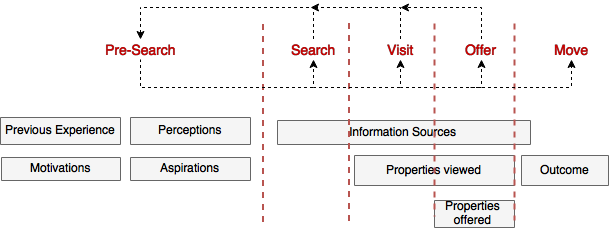 Pre-Search Search Visit Offer Move
Previous Experience Perceptions Information Sources
Motivations Aspirations Properties viewed Outcome
Properties
offered